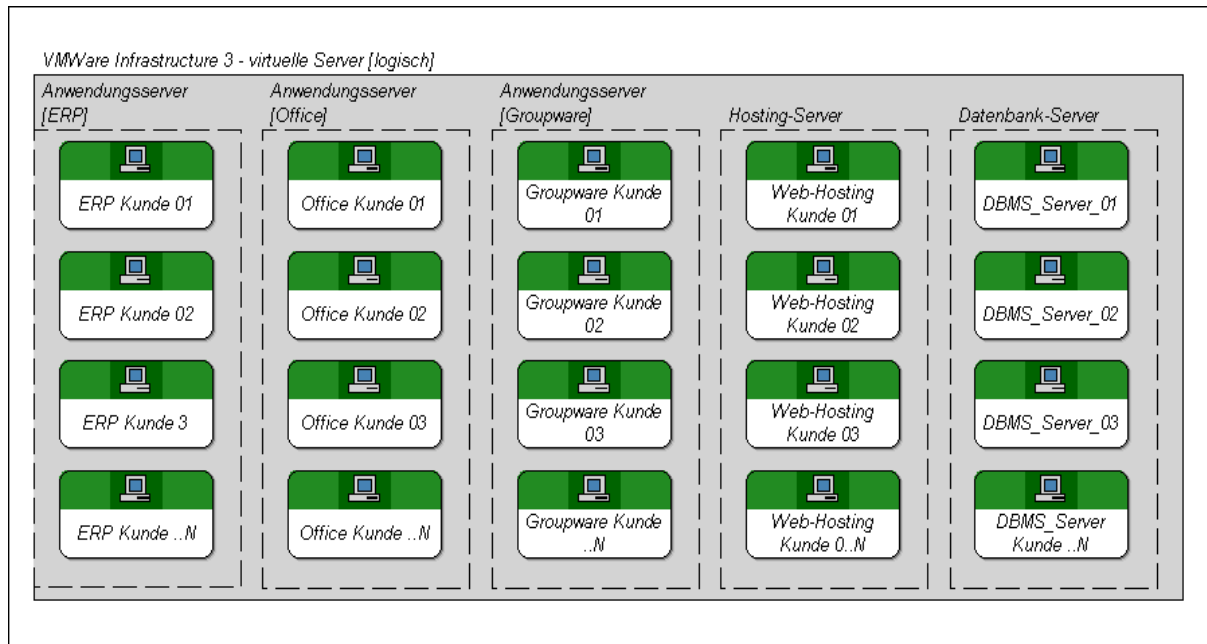 VMWare Infrastructure 3 - virtuelle Server [logisch]
Anwendungsserver
[ERP]
ERP Kunde 01
ERP Kunde 02
ERP Kunde 3
ERP Kunde ..N
Anwendungsserver
[Office]
Office Kunde 01
Office Kunde 02
Office Kunde 03
Office Kunde ..N
Anwendungsserver
[Groupware]
Groupware Kunde
01
Groupware Kunde
02
Groupware Kunde
03
Groupware Kunde
..N
Hosting-Server
Web-Hosting
Kunde 01
Web-Hosting
Kunde 02
Web-Hosting
Kunde 03
Web-Hosting
Kunde 0..N
Datenbank-Server
DBMS_Server_01
DBMS_Server_02
DBMS_Server_03
DBMS_Server
Kunde ..N